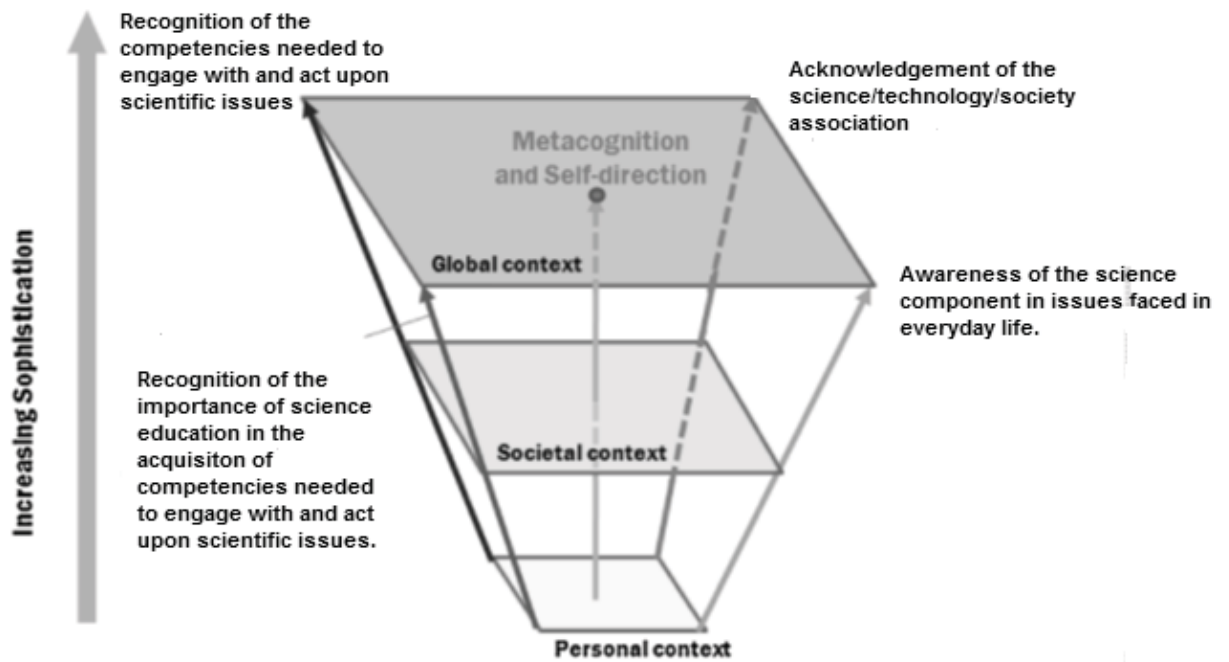 Recognition of the
competencies needed to
engage with and act upon
scientific issues
Acknowledgement of the
science/technology/society
association
Metacognition
and Self-direction
Global context
Awareness of the science
component in issues faced in
everyday life.
Increasing Sophistication
Recognition of the
importance of science
education in the
acquisiton of
competencies needed
to engage with and act
upon scientific issues.
Societal context
Personal context